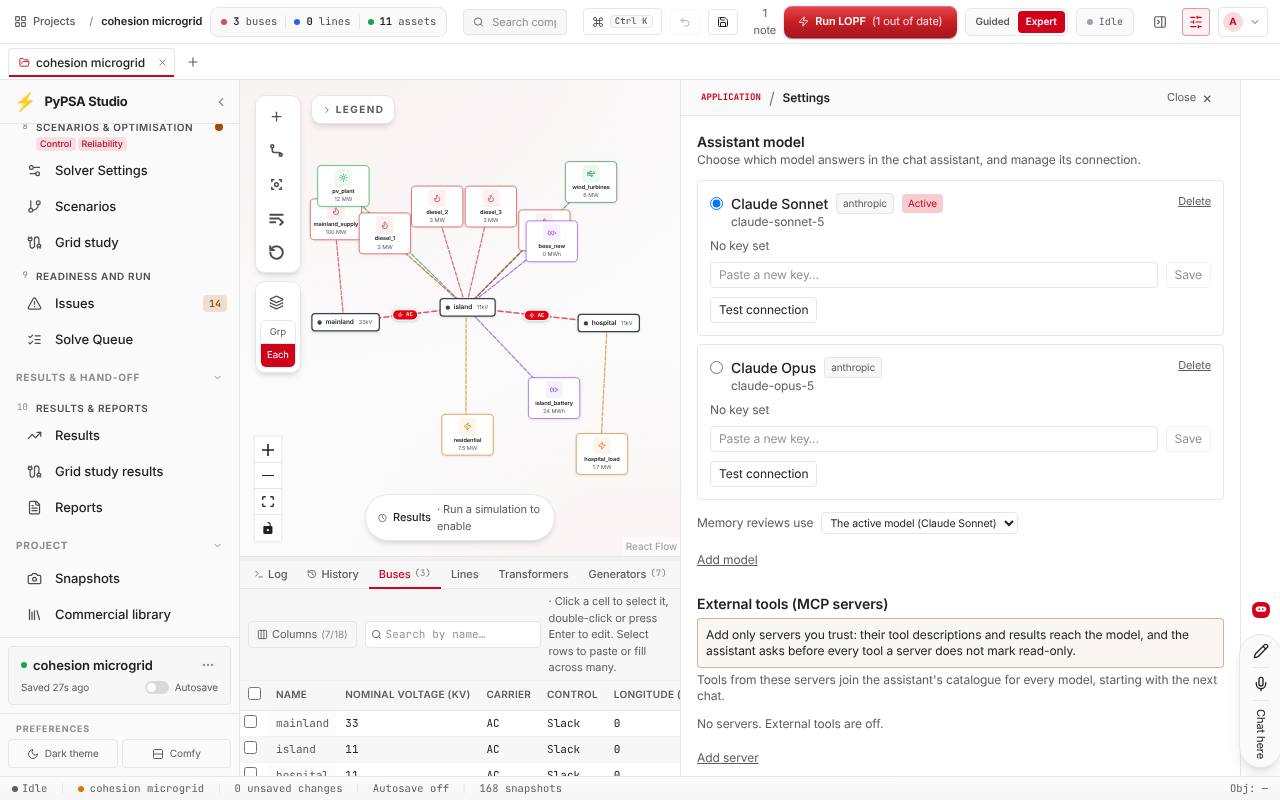 Projects / cohesion microgrid
3 buses 0 lines 11 assets
Search comp
⌘ Ctrl K
1 note
Run LOPF (1 out of date)
Guided Expert
Idle
A
cohesion microgrid
PyPSA Studio
8 SCENARIOS & OPTIMISATION
Control Reliability
Solver Settings
Scenarios
Grid study
9 READINESS AND RUN
Issues 14
Solve Queue
RESULTS & HAND-OFF
10 RESULTS & REPORTS
Results
Grid study results
Reports
PROJECT
Snapshots
Commercial library
cohesion microgrid
Saved 27s ago Autosave
PREFERENCES
Dark theme Comfy
LEGEND
Grp
Each
pv_plant
12 MW
mainland_supply
100 MW
diesel_1
3 MW
diesel_2
3 MW
diesel_3
3 MW
wind_turbines
6 MW
bess_new
0 MWh
mainland 33kV
AC
island 11kV
AC
hospital 11kV
island_battery
24 MWh
residential
7.5 MW
hospital_load
1.7 MW
Results · Run a simulation to
enable
React Flow
Log History Buses (3) Lines Transformers Generators (7)
Columns (7/18)
Search by name…
· Click a cell to select it,
double-click or press
Enter to edit. Select
rows to paste or fill
across many.
NAME NOMINAL VOLTAGE (KV) CARRIER CONTROL LONGITUDE (
mainland 33 AC Slack 0
island 11 AC Slack 0
hospital 11 AC Slack 0
APPLICATION / Settings
Close
Assistant model
Choose which model answers in the chat assistant, and manage its connection.
Claude Sonnet anthropic Active Delete
claude-sonnet-5
No key set
Paste a new key… Save
Test connection
Claude Opus anthropic Delete
claude-opus-5
No key set
Paste a new key… Save
Test connection
Memory reviews use The active model (Claude Sonnet)
Add model
External tools (MCP servers)
Add only servers you trust: their tool descriptions and results reach the model, and the
assistant asks before every tool a server does not mark read-only.
Tools from these servers join the assistant's catalogue for every model, starting with the next
chat.
No servers. External tools are off.
Add server
Chat here
Idle cohesion microgrid 0 unsaved changes Autosave off 168 snapshots Obj: —